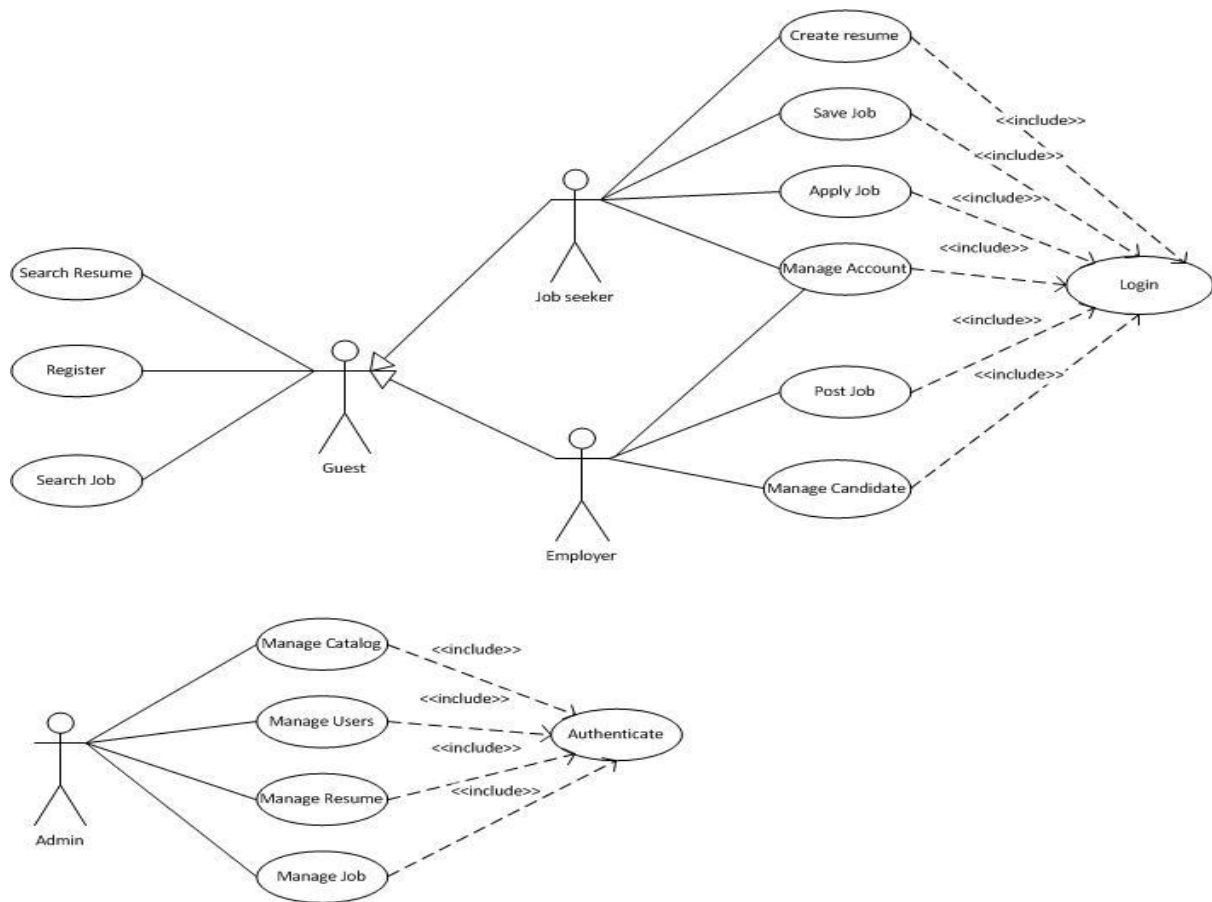 Create resume
<<include>>
Save Job
<<include>>
Apply Job
<<include>>
Manage Account
<<include>>
Job seeker
Login
Search Resume
Register
Search Job
Guest
<<include>>
Post Job
<<include>>
Manage Candidate
Employer
Manage Catalog
<<include>>
Manage Users
<<include>>
Authenticate
<<include>>
Manage Resume
<<include>>
Admin
Manage Job